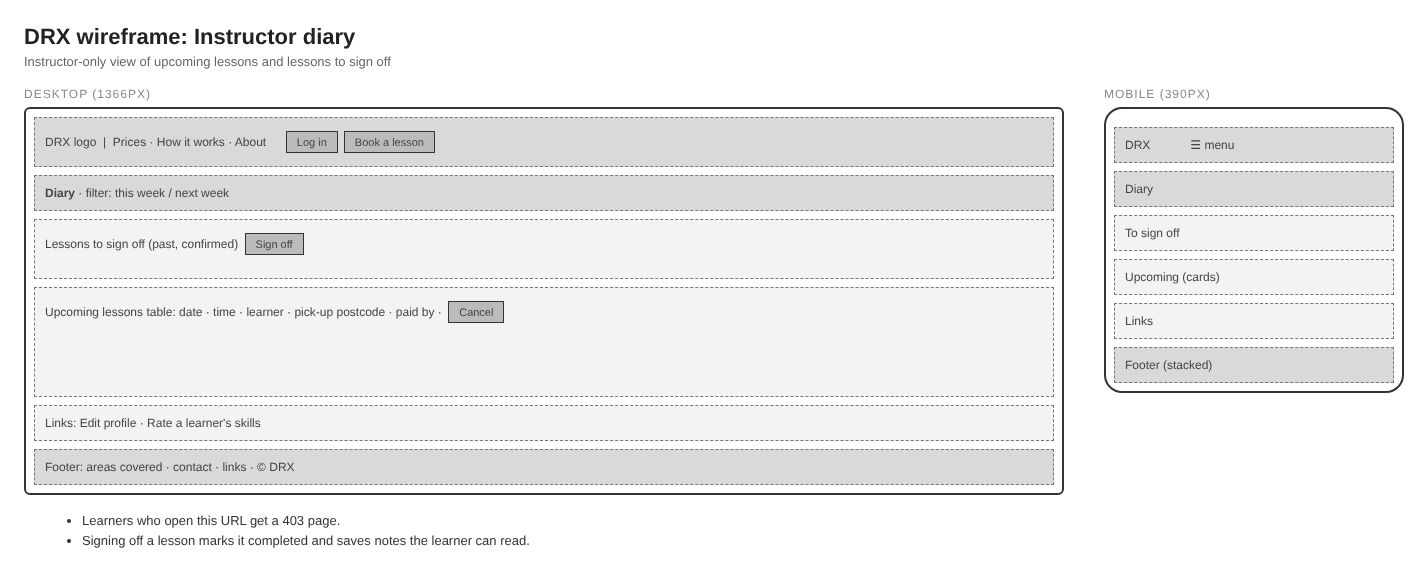 DRX wireframe: Instructor diary
Instructor-only view of upcoming lessons and lessons to sign off
DESKTOP (1366PX)
DRX logo | Prices · How it works · About Log in Book a lesson
Diary · filter: this week / next week
Lessons to sign off (past, confirmed) Sign off
Upcoming lessons table: date · time · learner · pick-up postcode · paid by · Cancel
Links: Edit profile · Rate a learner's skills
Footer: areas covered · contact · links · © DRX
MOBILE (390PX)
DRX ☰ menu
Diary
To sign off
Upcoming (cards)
Links
Footer (stacked)
• Learners who open this URL get a 403 page.
• Signing off a lesson marks it completed and saves notes the learner can read.